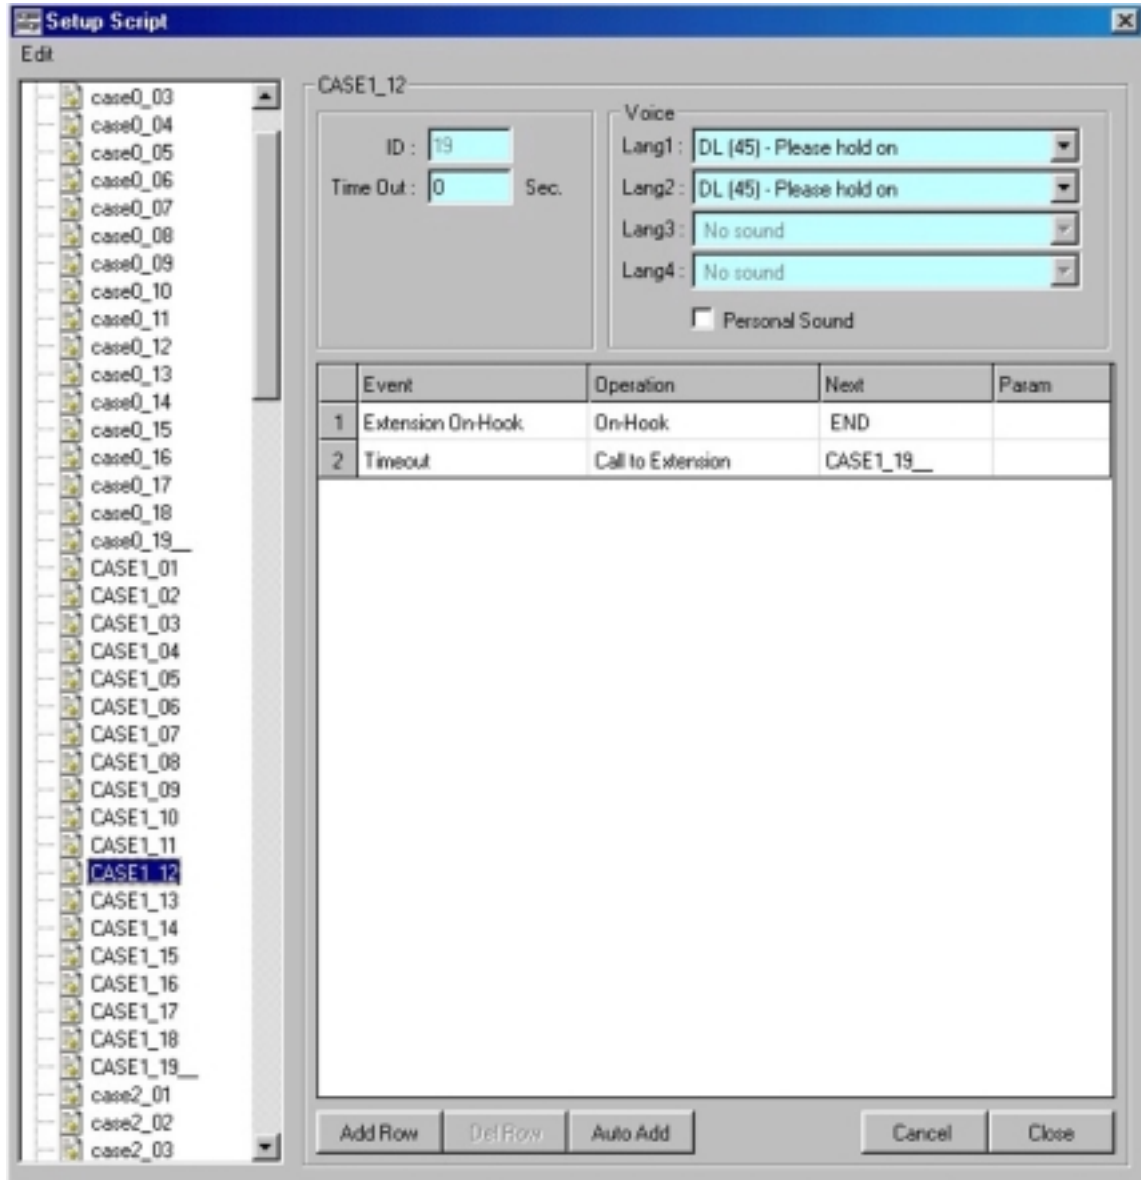 Setup Script
Edit
case0_03
case0_04
case0_05
case0_06
case0_07
case0_08
case0_09
case0_10
case0_11
case0_12
case0_13
case0_14
case0_15
case0_16
case0_17
case0_18
case0_19__
CASE1_01
CASE1_02
CASE1_03
CASE1_04
CASE1_05
CASE1_06
CASE1_07
CASE1_08
CASE1_09
CASE1_10
CASE1_11
CASE1_12
CASE1_13
CASE1_14
CASE1_15
CASE1_16
CASE1_17
CASE1_18
CASE1_19__
case2_01
case2_02
case2_03
CASE1_12
ID : 19
Time Out : 0 Sec.
Voice
Lang1 : DL (45) - Please hold on
Lang2 : DL (45) - Please hold on
Lang3 : No sound
Lang4 : No sound
Personal Sound
Event Operation Next Param
1 Extension On-Hook On-Hook END
2 Timeout Call to Extension CASE1_19__
Add Row Del Row Auto Add Cancel Close